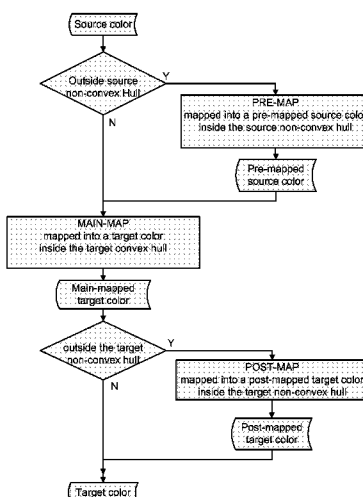 Source color
Outside source
non-convex Hull
Y
N
PRE-MAP
mapped into a pre-mapped source color
inside the source non-convex hull
Pre-mapped
source color
MAIN-MAP
mapped into a target color
inside the target convex hull
Main-mapped
target color
outside the target
non-convex hull
Y
N
POST-MAP
mapped into a post-mapped target color
inside the target non-convex hull
Post-mapped
target color
Target color